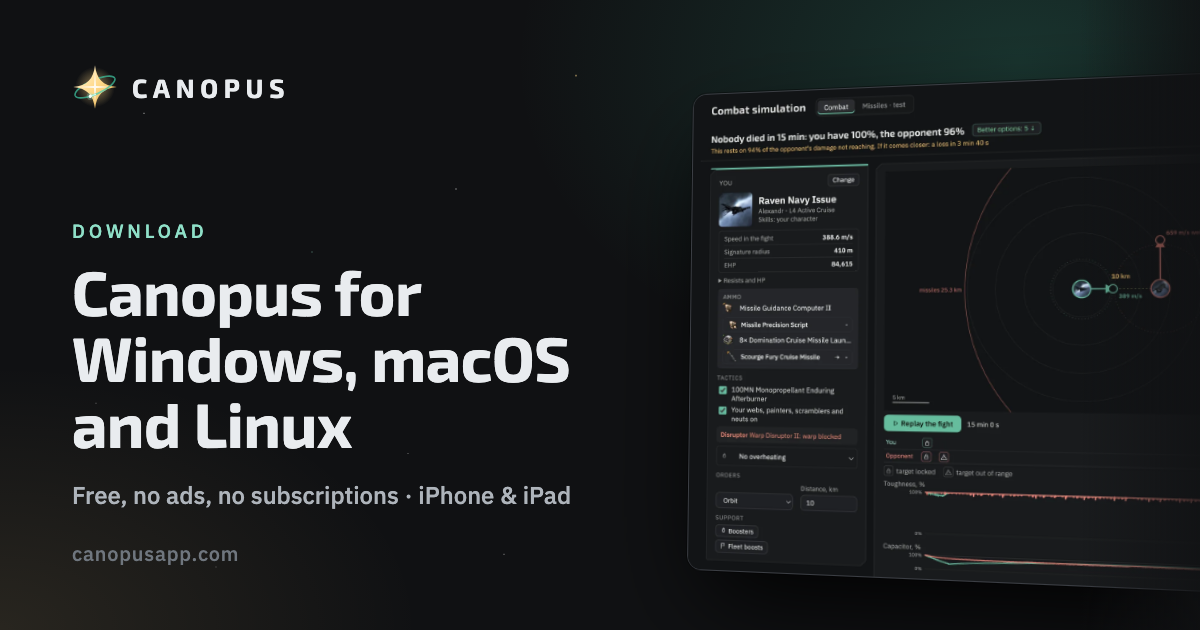 CANOPUS
DOWNLOAD
Canopus for
Windows, macOS
and Linux
Free, no ads, no subscriptions · iPhone & iPad
canopusapp.com
Combat simulation
Combat
Missiles · test
Nobody died in 15 min: you have 100%, the opponent 96%
Better options: 5 ↓
This rests on 94% of the opponent's damage not reaching. If it comes closer: a loss in 3 min 40 s
YOU
Change
Raven Navy Issue
Alexandr · L4 Active Cruise
Skills: your character
Speed in the fight 388.6 m/s
Signature radius 410 m
EHP 84,615
▸ Resists and HP
AMMO
Missile Guidance Computer II
Missile Precision Script
8× Domination Cruise Missile Laun...
Scourge Fury Cruise Missile
TACTICS
100MN Monopropellant Enduring
Afterburner
Your webs, painters, scramblers and
neuts on
Disruptor Warp Disruptor II: warp blocked
No overheating
ORDERS
Distance, km
Orbit
10
SUPPORT
Boosters
Fleet boosts
missiles 25.3 km
10 km
389 m/s
5 km
Replay the fight
15 min 0 s
You
Opponent
target locked
target out of range
Toughness, %
100%
0%
Capacitor, %
100%
0%